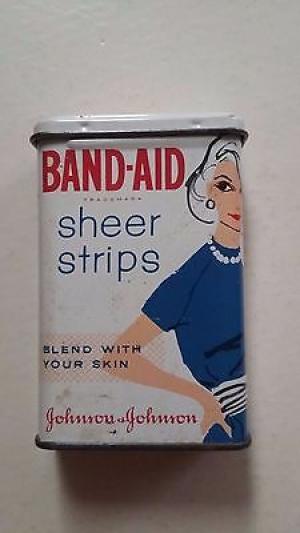 BAND-AID
TRADEMARK
sheer
strips
BLEND WITH
YOUR SKIN
Johnson & Johnson